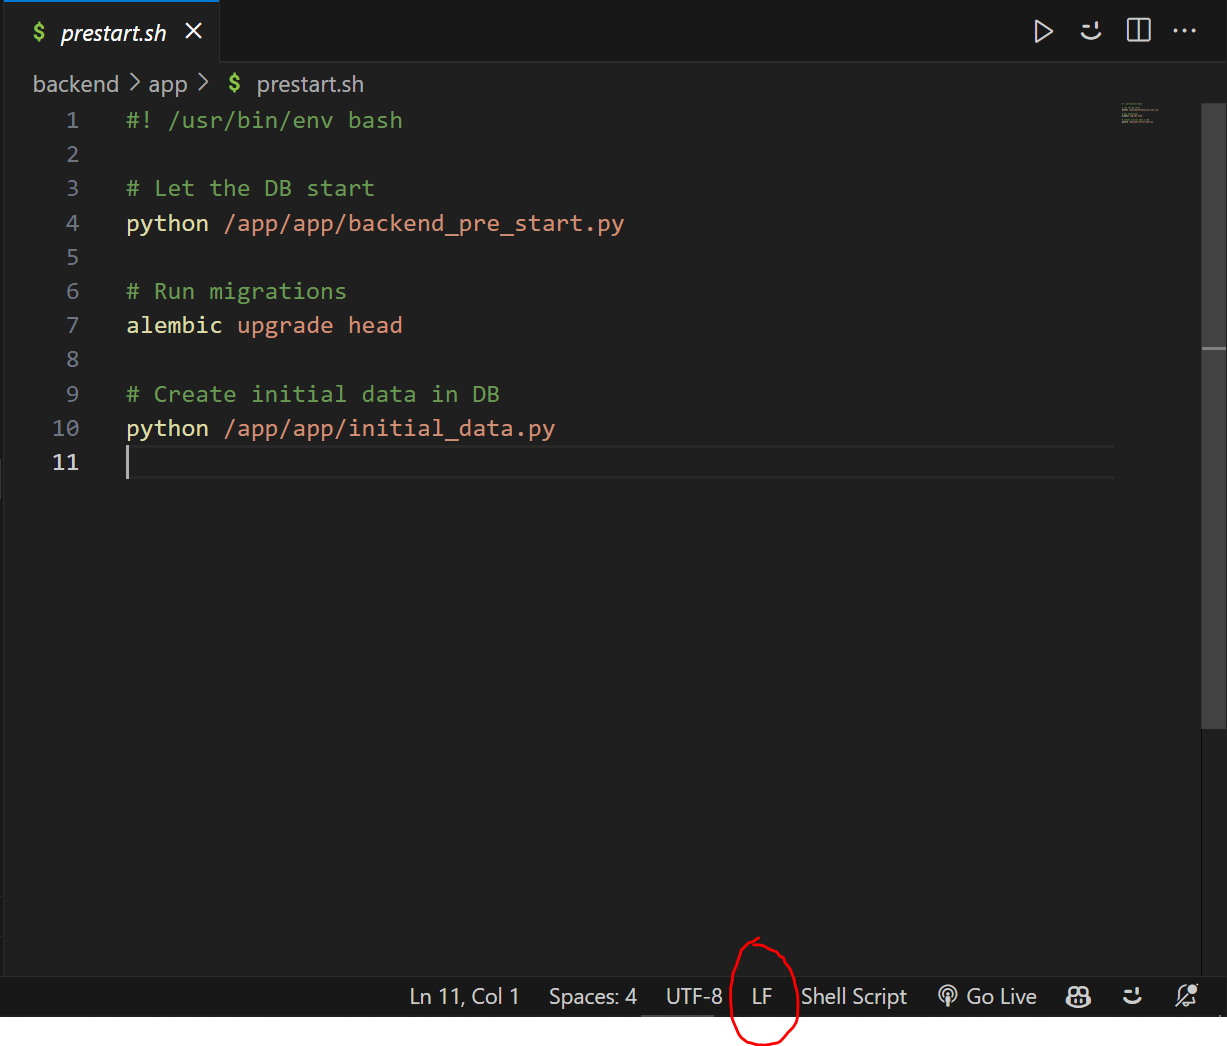 $ prestart.sh
backend > app > $ prestart.sh
1 #! /usr/bin/env bash
2
3 # Let the DB start
4 python /app/app/backend_pre_start.py
5
6 # Run migrations
7 alembic upgrade head
8
9 # Create initial data in DB
10 python /app/app/initial_data.py
11
Ln 11, Col 1 Spaces: 4 UTF-8 LF Shell Script Go Live